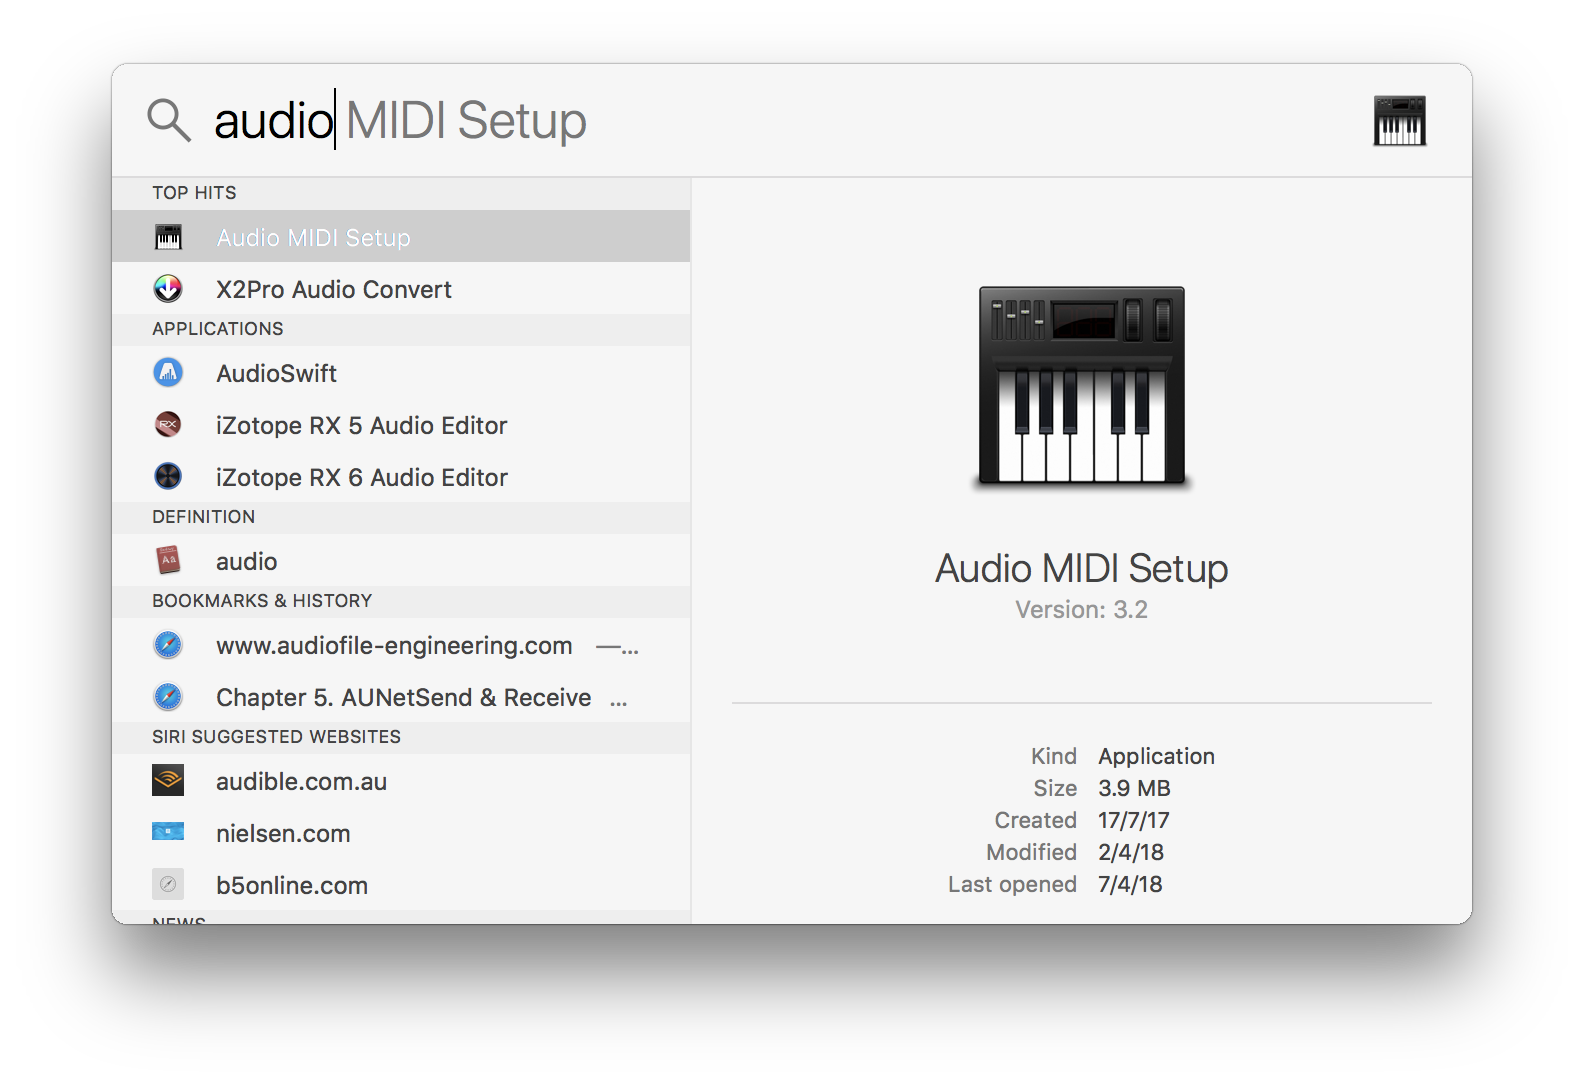 audio MIDI Setup
TOP HITS
Audio MIDI Setup
X2Pro Audio Convert
APPLICATIONS
AudioSwift
iZotope RX 5 Audio Editor
iZotope RX 6 Audio Editor
DEFINITION
audio
BOOKMARKS & HISTORY
www.audiofile-engineering.com —...
Chapter 5. AUNetSend & Receive ...
SIRI SUGGESTED WEBSITES
audible.com.au
nielsen.com
b5online.com
NEWS
Audio MIDI Setup
Version: 3.2
Kind Application
Size 3.9 MB
Created 17/7/17
Modified 2/4/18
Last opened 7/4/18